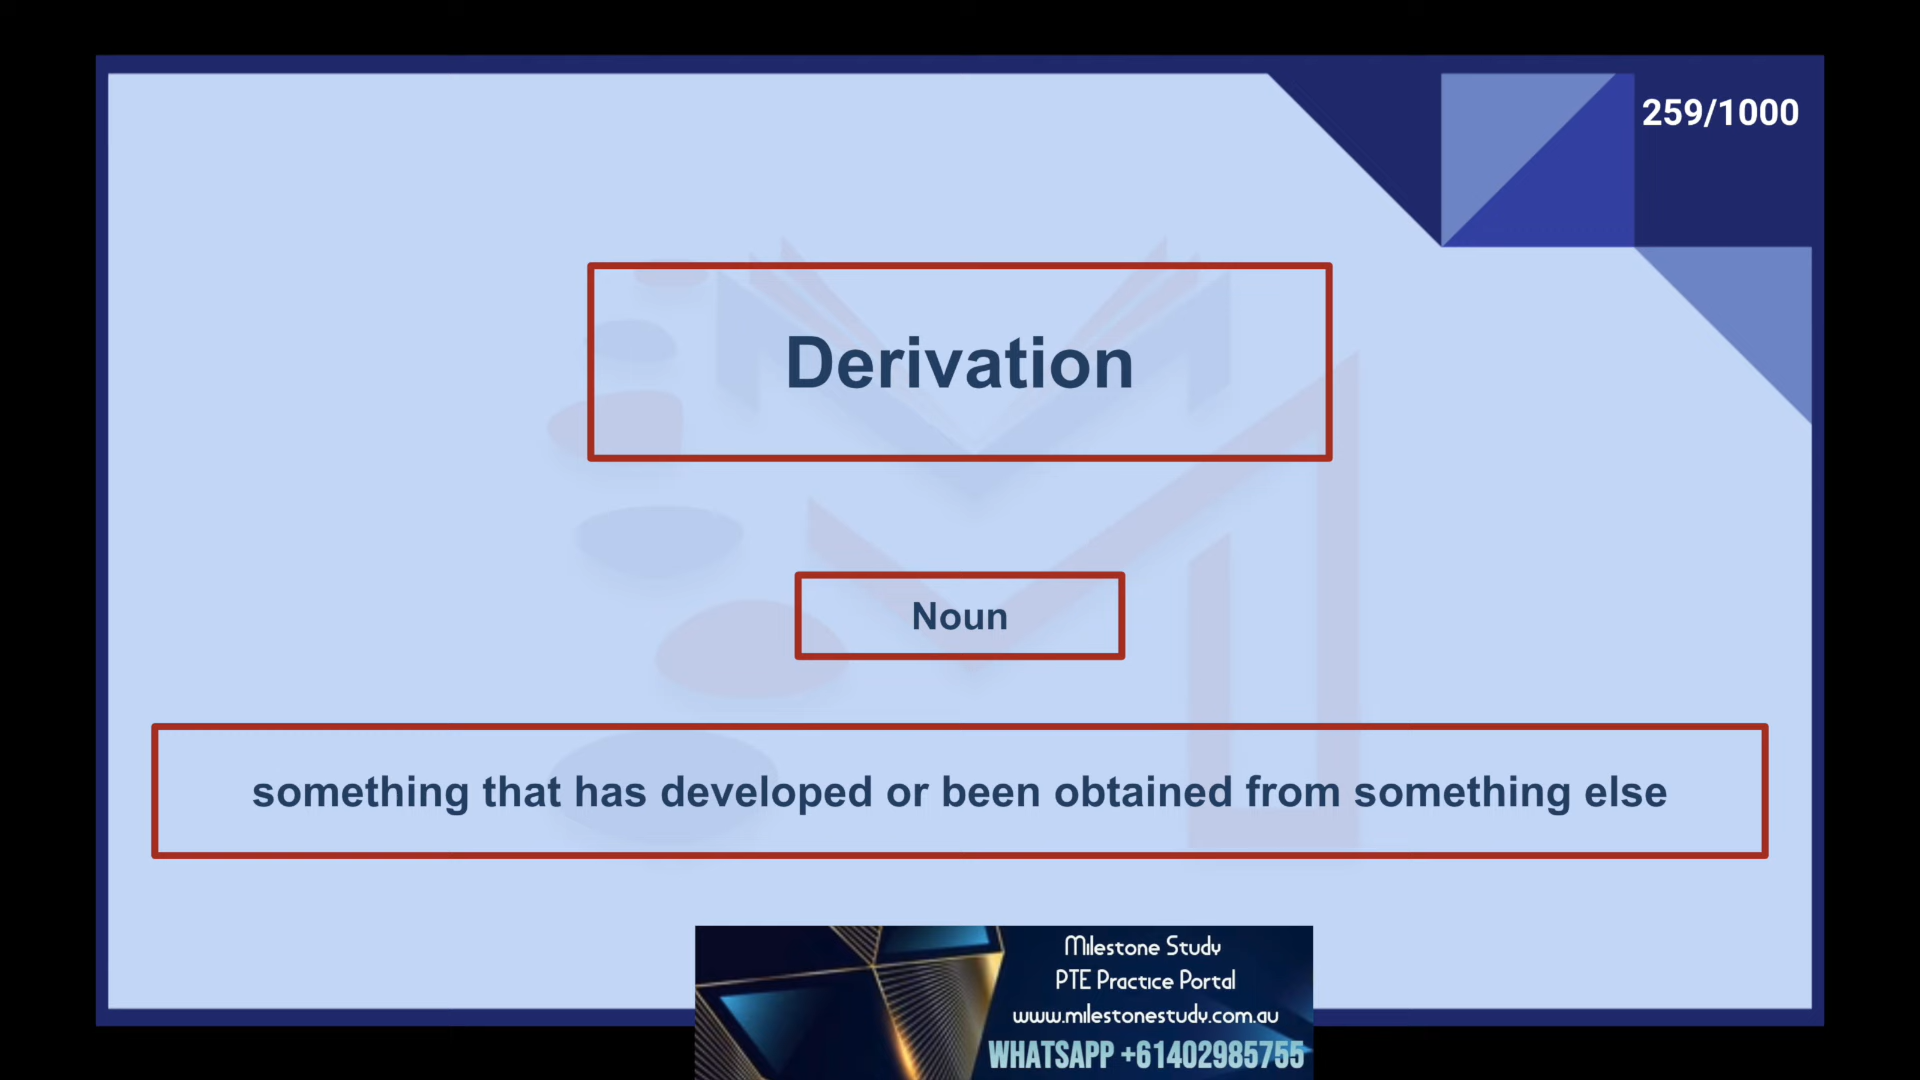 259/1000
Derivation
Noun
something that has developed or been obtained from something else
Milestone Study
PTE Practice Portal
www.milestonestudy.com.au
WHATSAPP +61402985755